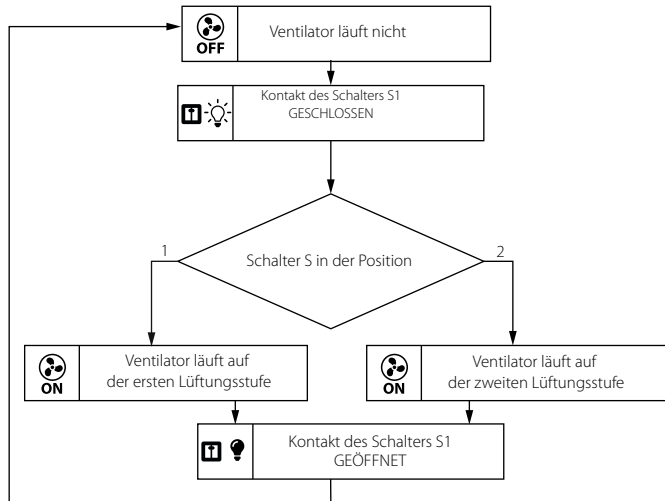 OFF
Ventilator läuft nicht
Kontakt des Schalters S1
GESCHLOSSEN
1
Schalter S in der Position
2
ON
Ventilator läuft auf
der ersten Lüftungsstufe
ON
Ventilator läuft auf
der zweiten Lüftungsstufe
Kontakt des Schalters S1
GEÖFFNET